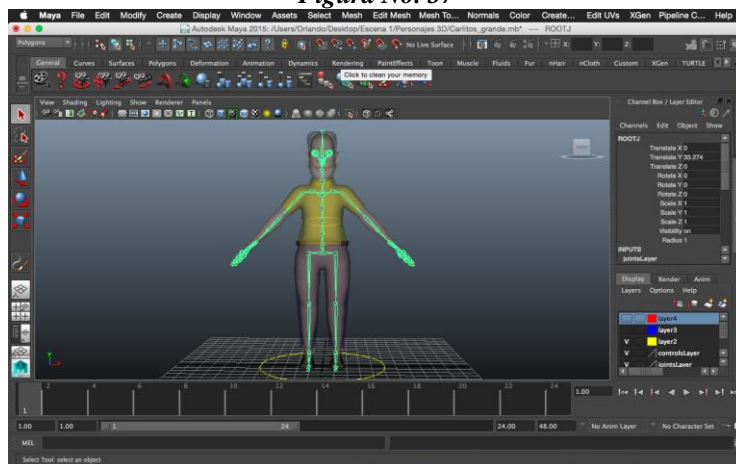 Figura No. 37
Maya File Edit Modify Create Display Window Assets Select Mesh Edit Mesh Mesh To... Normals Color Create... Edit UVs XGen Pipeline C... Help
Autodesk Maya 2015: /Users/Orlando/Desktop/Escena 1/Personajes 3D/Carlitos_grande.mb* --- ROOTJ
Polygons No Live Surface X: Y: Z:
General Curves Surfaces Polygons Deformation Animation Dynamics Rendering PaintEffects Toon Muscle Fluids Fur nHair nCloth Custom XGen TURTLE
Click to clean your memory
View Shading Lighting Show Renderer Panels
Channel Box / Layer Editor
Channels Edit Object Show
ROOTJ
Translate X 0
Translate Y 33.274
Translate Z 0
Rotate X 0
Rotate Y 0
Rotate Z 0
Scale X 1
Scale Y 1
Scale Z 1
Visibility on
Radius 1
INPUTS
jointsLayer
Display Render Anim
Layers Options Help
layer4
layer3
V layer2
V controlsLayer
V jointsLayer
2 4 6 8 10 12 14 16 18 20 22 24 1.00
1
1.00 1.00 1 24 24.00 48.00 No Anim Layer No Character Set
MEL
Select Tool: select an object